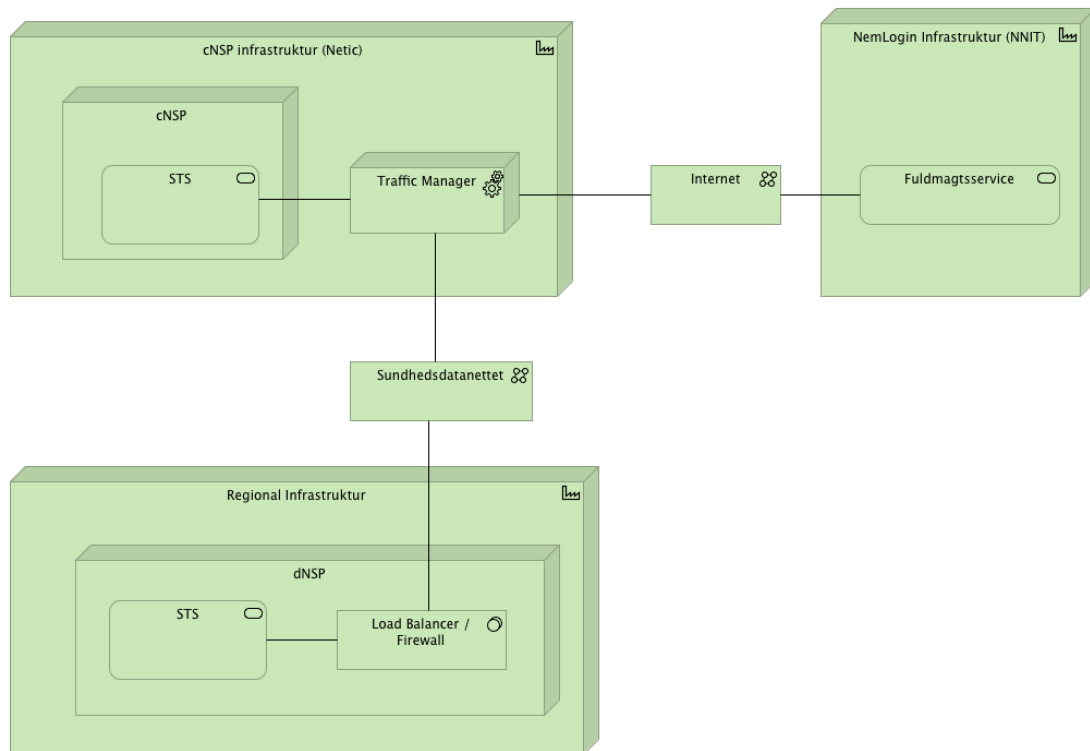 cNSP infrastruktur (Netic)
NemLogin Infrastruktur (NNIT)
cNSP
STS
Traffic Manager
Internet
Fuldmagtsservice
Sundhedsdatanettet
Regional Infrastruktur
dNSP
STS
Load Balancer /
Firewall